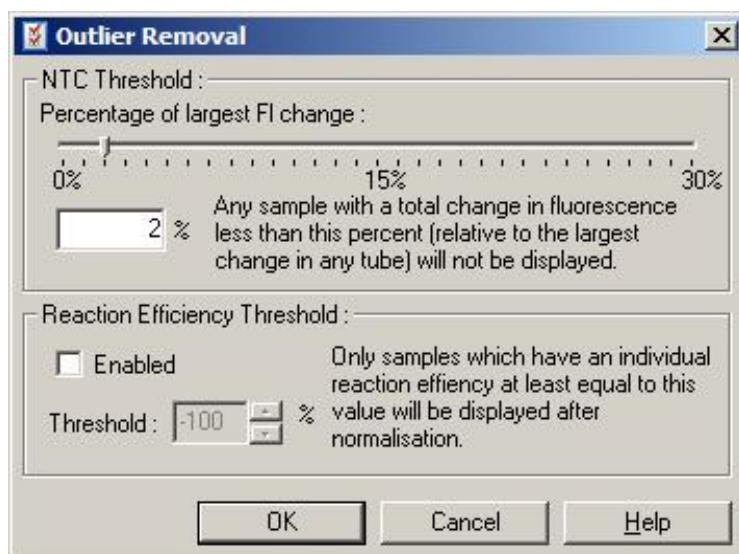 Outlier Removal
NTC Threshold :
Percentage of largest Fl change :
0% 15% 30%
2 %
Any sample with a total change in fluorescence
less than this percent (relative to the largest
change in any tube) will not be displayed.
Reaction Efficiency Threshold :
Enabled
Threshold : -100 %
Only samples which have an individual
reaction effiency at least equal to this
value will be displayed after
normalisation.
OK Cancel Help